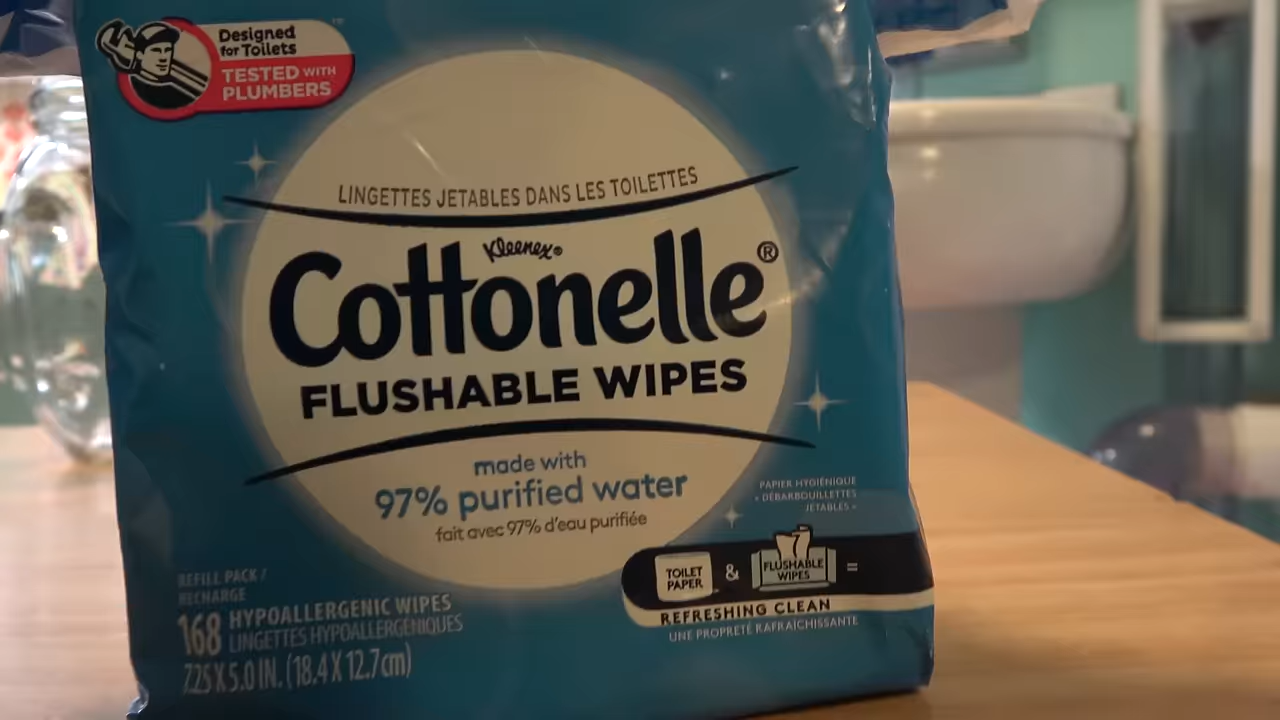 Designed
for Toilets
TESTED WITH
PLUMBERS
LINGETTES JETABLES DANS LES TOILETTES
Kleenex®
Cottonelle®
FLUSHABLE WIPES
made with
97% purified water
fait avec 97% d'eau purifiée
PAPIER HYGIÉNIQUE
+ DÉBARBOUILLETTES
JETABLES =
TOILET
PAPER
&
FLUSHABLE
WIPES
=
REFRESHING CLEAN
UNE PROPRETÉ RAFRAÎCHISSANTE
REFILL PACK /
RECHARGE
168 HYPOALLERGENIC WIPES
LINGETTES HYPOALLERGÉNIQUES
7.25 X 5.0 IN. (18.4 X 12.7cm)